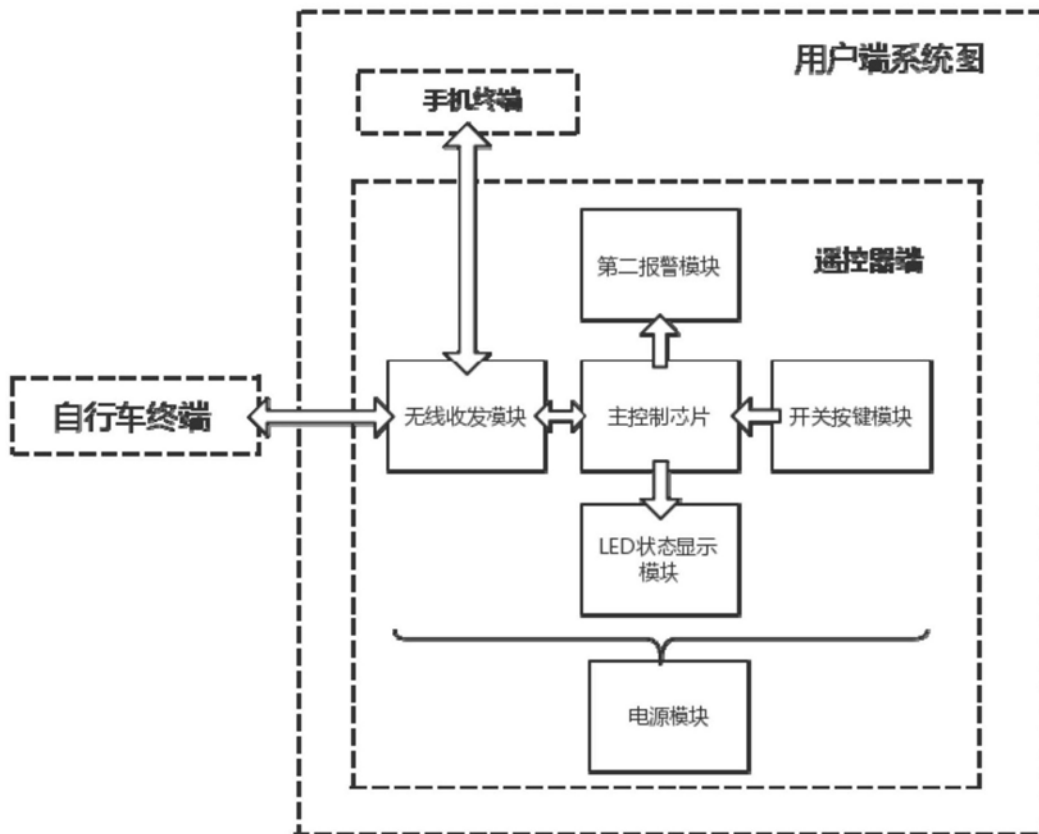 用户端系统图
手机终端
第二报警模块
遥控器端
自行车终端
无线收发模块
主控制芯片
开关按键模块
LED状态显示
模块
电源模块